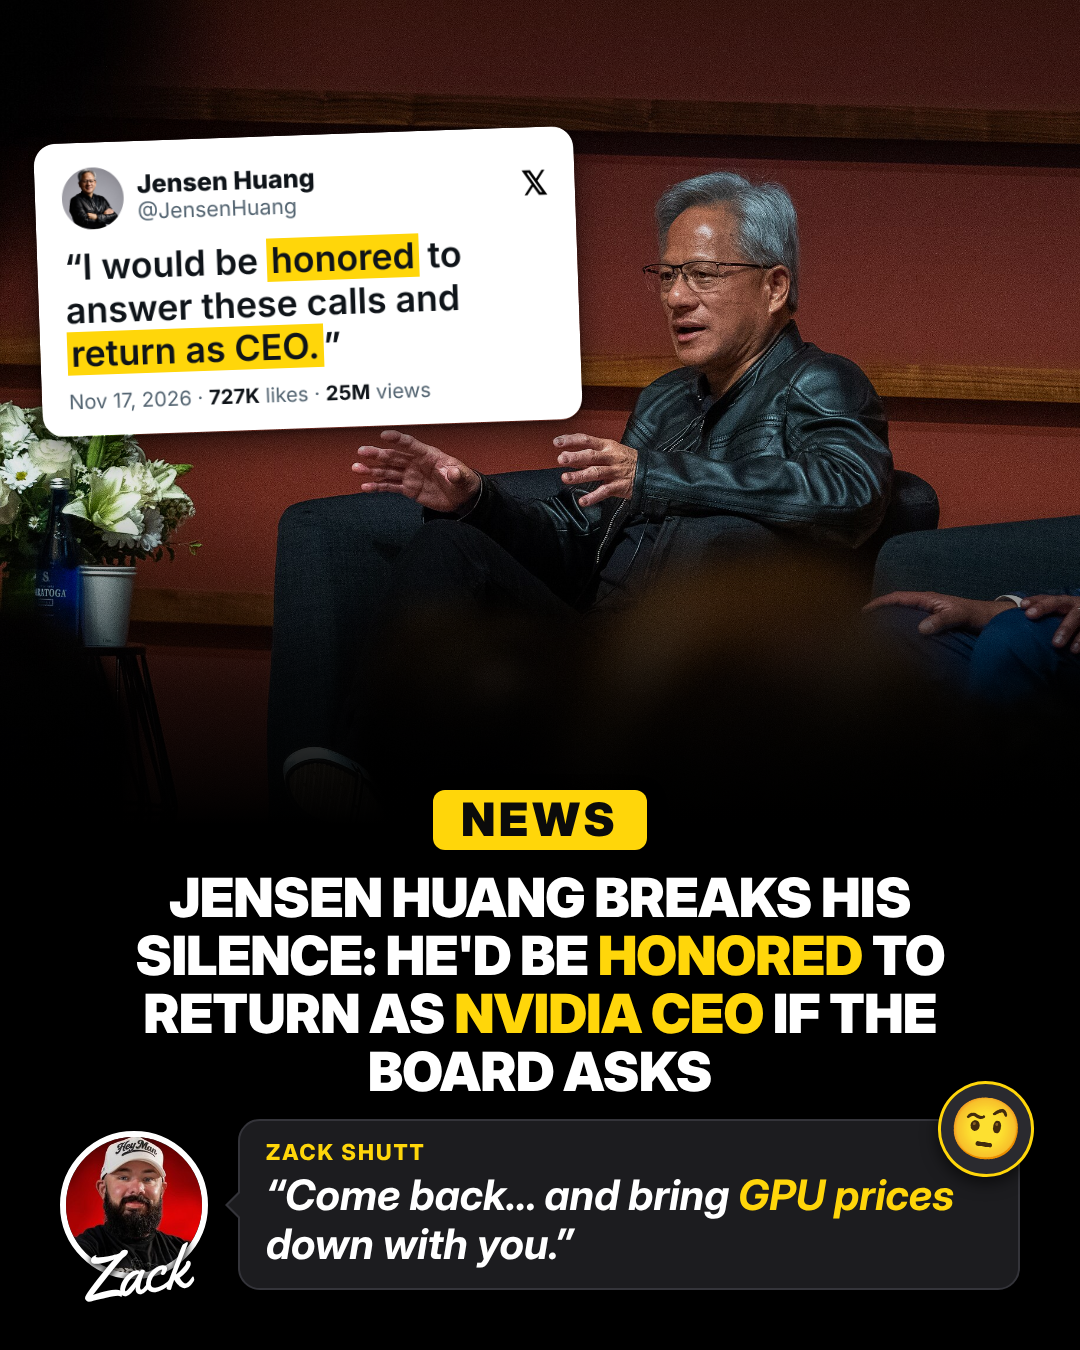 Jensen Huang
@JensenHuang
𝕏
“I would be honored to
answer these calls and
return as CEO.”
Nov 17, 2026 · 727K likes · 25M views
NEWS
JENSEN HUANG BREAKS HIS
SILENCE: HE'D BE HONORED TO
RETURN AS NVIDIA CEO IF THE
BOARD ASKS
Hey Man
Zack
ZACK SHUTT
“Come back... and bring GPU prices
down with you.”